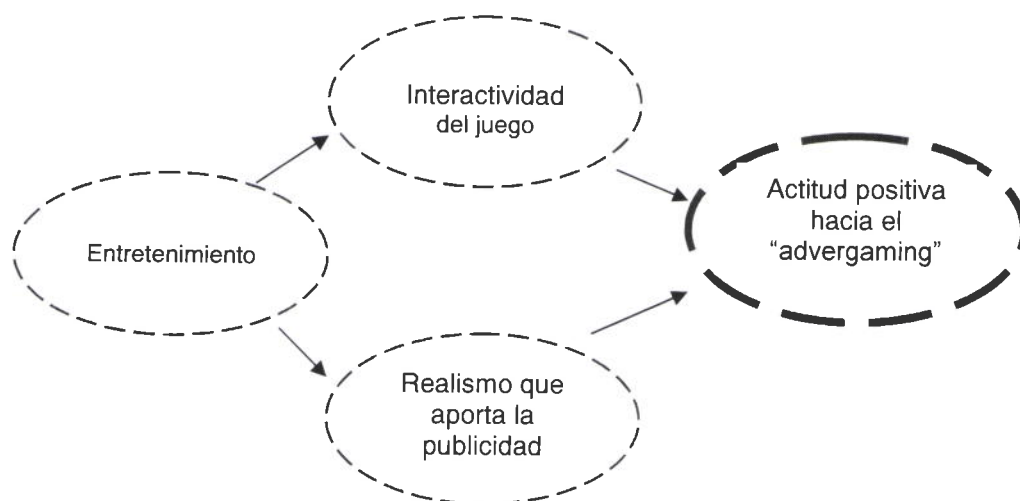 Interactividad
del juego
Entretenimiento
Actitud positiva
hacia el
“advergaming”
Realismo que
aporta la
publicidad